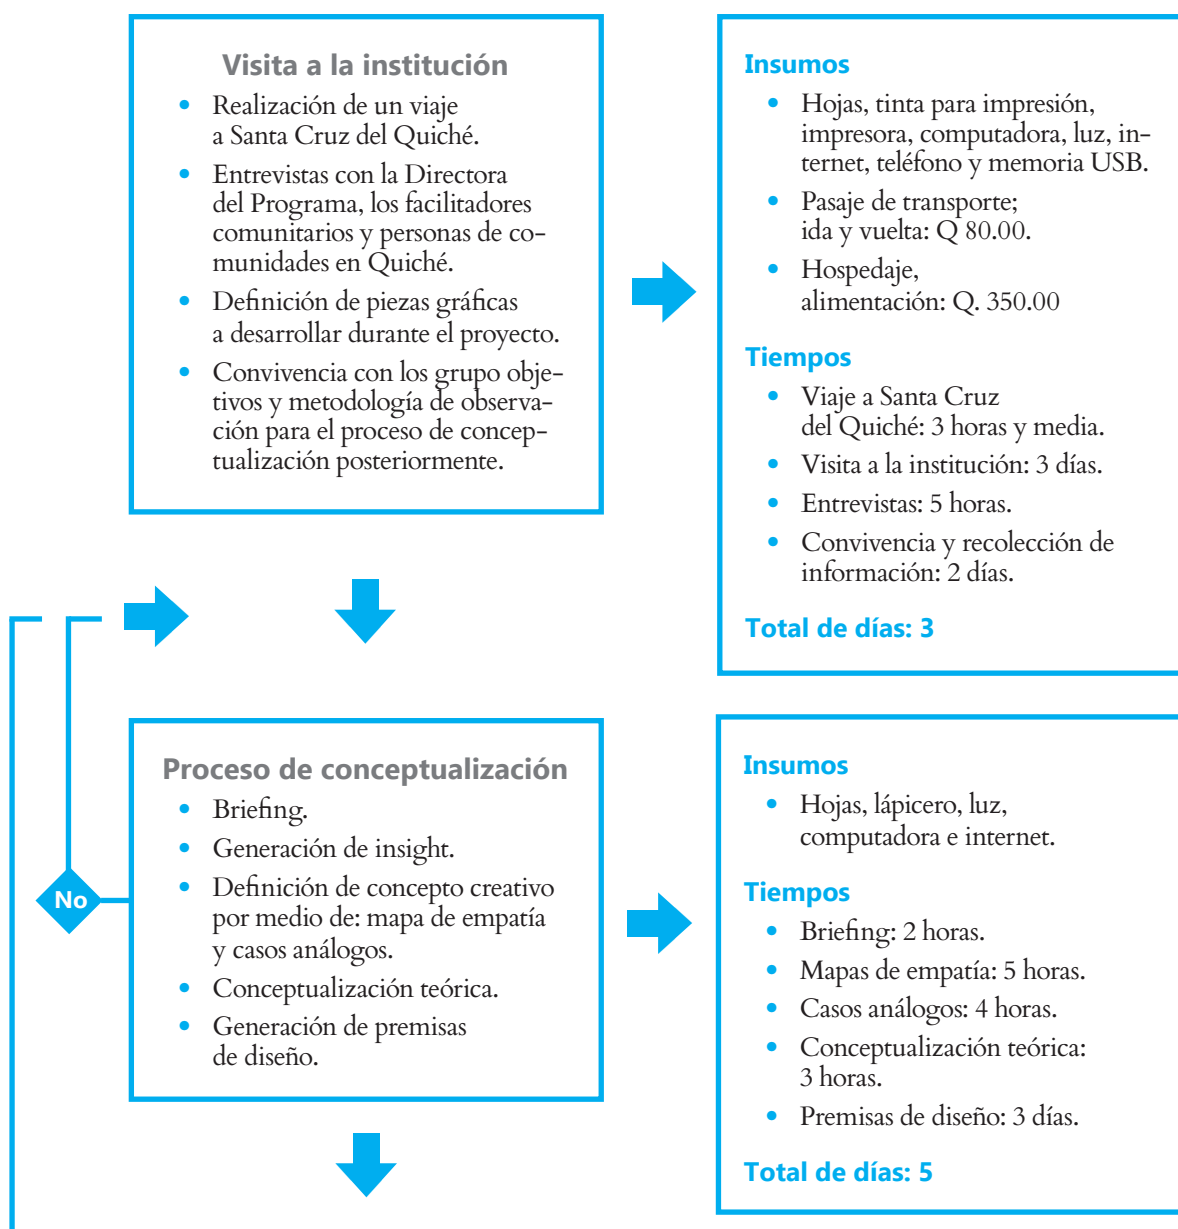 Visita a la institución
• Realización de un viaje
a Santa Cruz del Quiché.
• Entrevistas con la Directora
del Programa, los facilitadores
comunitarios y personas de co-
munidades en Quiché.
• Definición de piezas gráficas
a desarrollar durante el proyecto.
• Convivencia con los grupo obje-
tivos y metodología de observa-
ción para el proceso de concep-
tualización posteriormente.
Insumos
• Hojas, tinta para impresión,
impresora, computadora, luz, in-
ternet, teléfono y memoria USB.
• Pasaje de transporte;
ida y vuelta: Q 80.00.
• Hospedaje,
alimentación: Q. 350.00
Tiempos
• Viaje a Santa Cruz
del Quiché: 3 horas y media.
• Visita a la institución: 3 días.
• Entrevistas: 5 horas.
• Convivencia y recolección de
información: 2 días.
Total de días: 3
Proceso de conceptualización
• Briefing.
• Generación de insight.
• Definición de concepto creativo
por medio de: mapa de empatía
y casos análogos.
• Conceptualización teórica.
• Generación de premisas
de diseño.
No
Insumos
• Hojas, lápicero, luz,
computadora e internet.
Tiempos
• Briefing: 2 horas.
• Mapas de empatía: 5 horas.
• Casos análogos: 4 horas.
• Conceptualización teórica:
3 horas.
• Premisas de diseño: 3 días.
Total de días: 5